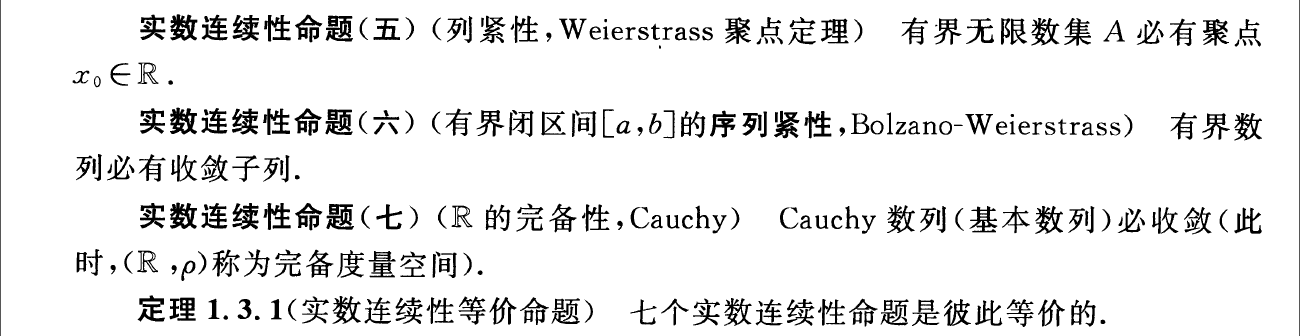 实数连续性命题(五)(列紧性,Weierstrass 聚点定理) 有界无限数集 A 必有聚点
x₀∈ℝ.
实数连续性命题(六)(有界闭区间[a,b]的序列紧性,Bolzano-Weierstrass) 有界数
列必有收敛子列.
实数连续性命题(七)(ℝ 的完备性,Cauchy) Cauchy 数列(基本数列)必收敛(此
时,(ℝ,ρ)称为完备度量空间).
定理 1.3.1(实数连续性等价命题) 七个实数连续性命题是彼此等价的.